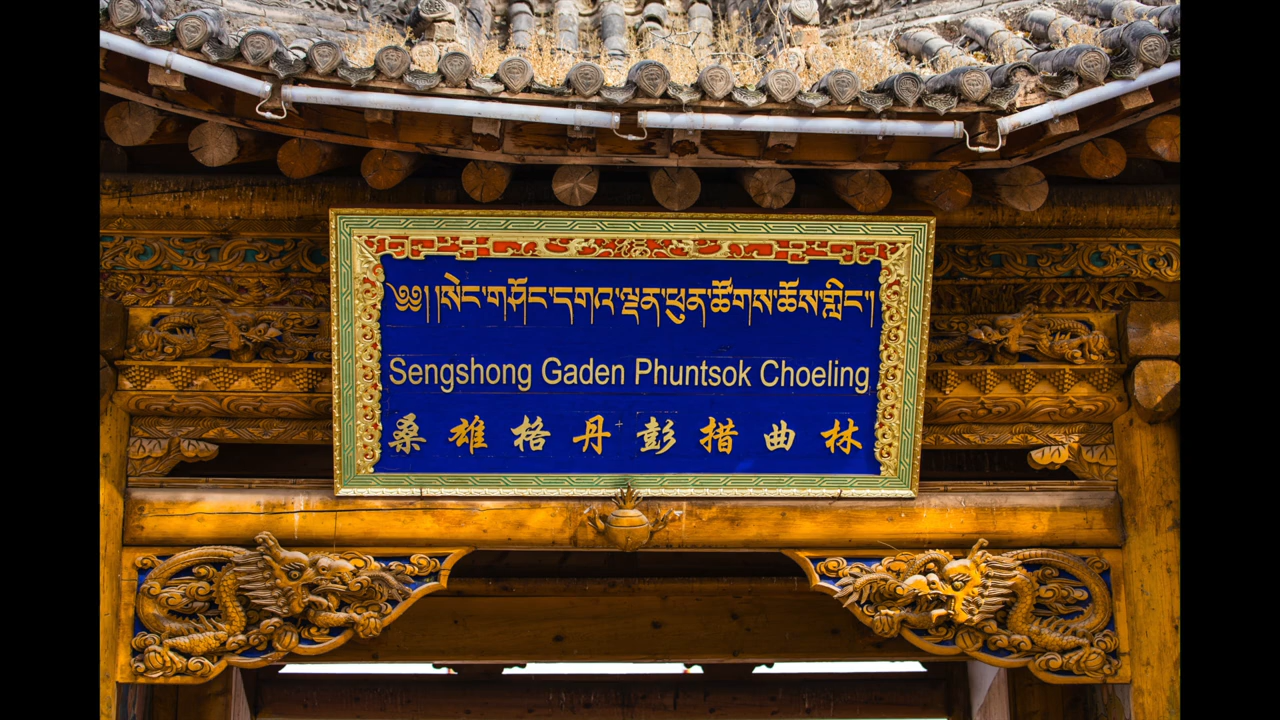 ༄༅། །སེང་གཤོང་དགའ་ལྡན་ཕུན་ཚོགས་ཆོས་གླིང་།
Sengshong Gaden Phuntsok Choeling
桑雄格丹彭措曲林